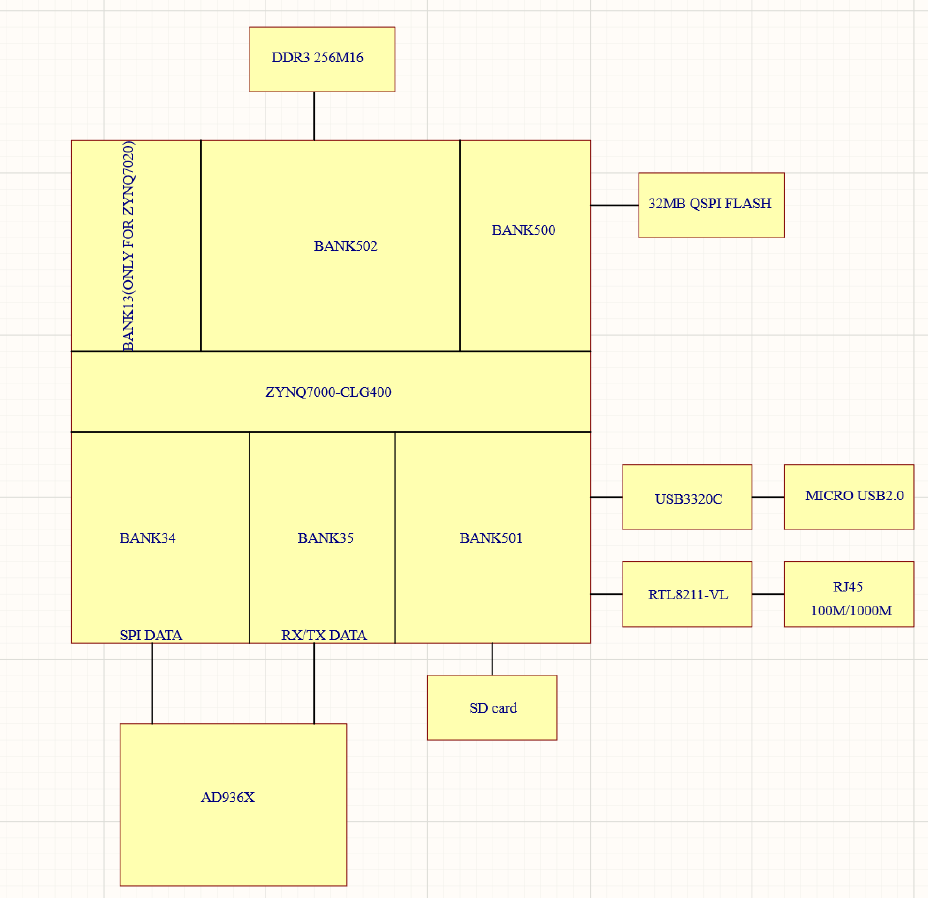 DDR3 256M16
BANK13(ONLY FOR ZYNQ7020)
BANK502
BANK500
32MB QSPI FLASH
ZYNQ7000-CLG400
BANK34
BANK35
BANK501
USB3320C
MICRO USB2.0
RTL8211-VL
RJ45
100M/1000M
SPI DATA
RX/TX DATA
SD card
AD936X